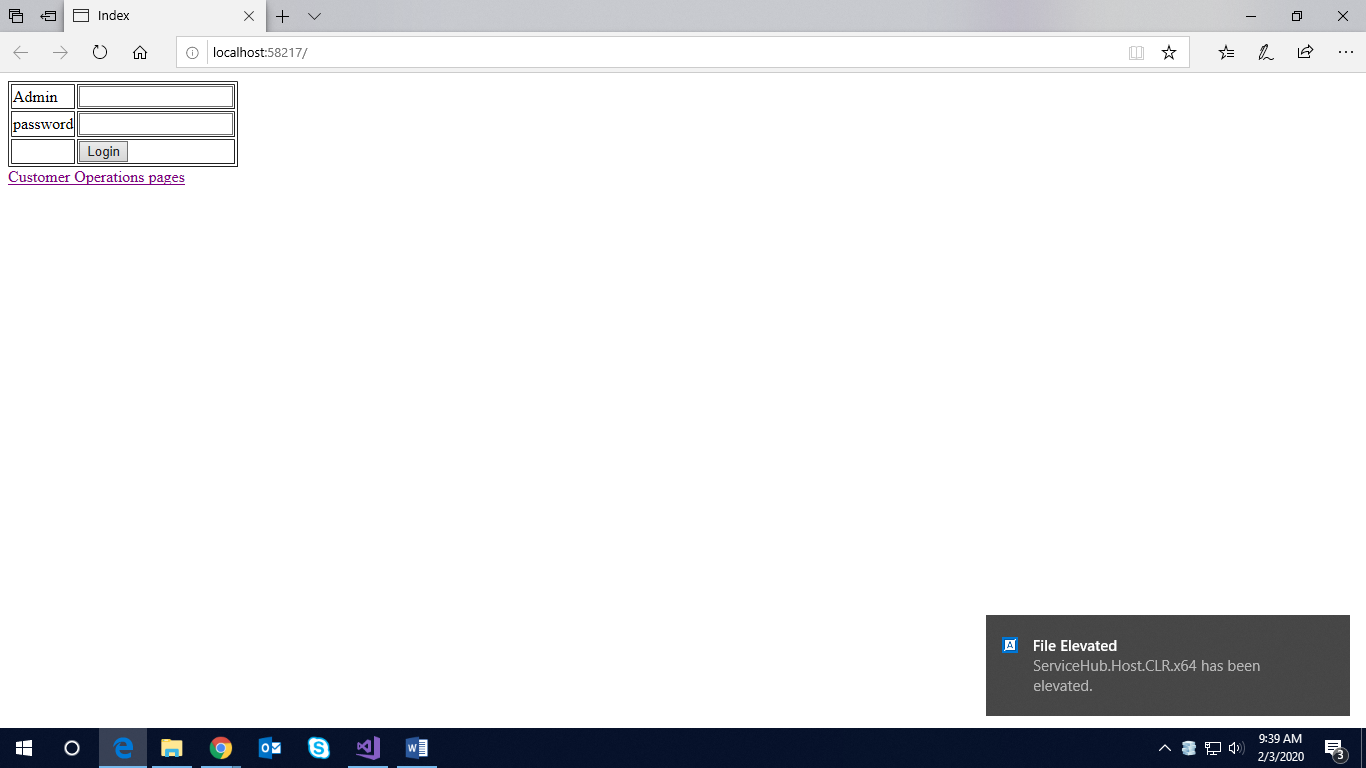 Index
localhost:58217/
Admin
password
Login
Customer Operations pages
File Elevated
ServiceHub.Host.CLR.x64 has been
elevated.
9:39 AM
2/3/2020
3